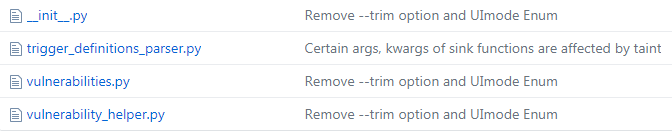 __init__.py Remove --trim option and UImode Enum
trigger_definitions_parser.py Certain args, kwargs of sink functions are affected by taint
vulnerabilities.py Remove --trim option and UImode Enum
vulnerability_helper.py Remove --trim option and UImode Enum